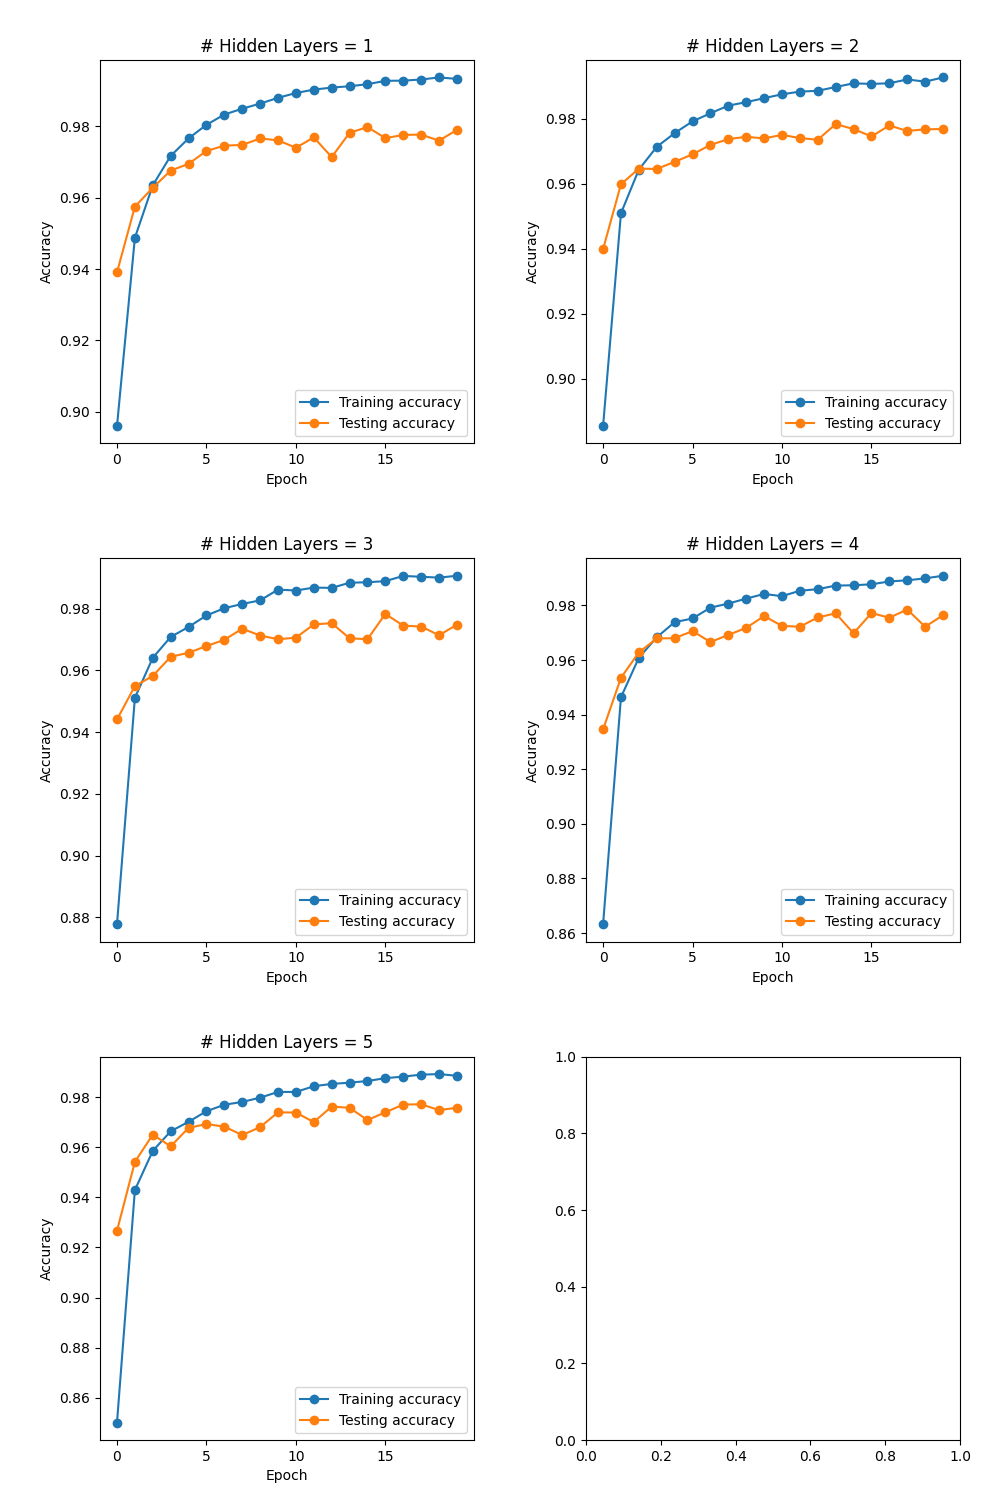 # Hidden Layers = 1
Accuracy
0.98
0.96
0.94
0.92
0.90
Training accuracy
Testing accuracy
0 5 10 15
Epoch
# Hidden Layers = 2
Accuracy
0.98
0.96
0.94
0.92
0.90
Training accuracy
Testing accuracy
0 5 10 15
Epoch
# Hidden Layers = 3
Accuracy
0.98
0.96
0.94
0.92
0.90
0.88
Training accuracy
Testing accuracy
0 5 10 15
Epoch
# Hidden Layers = 4
Accuracy
0.98
0.96
0.94
0.92
0.90
0.88
0.86
Training accuracy
Testing accuracy
0 5 10 15
Epoch
# Hidden Layers = 5
Accuracy
0.98
0.96
0.94
0.92
0.90
0.88
0.86
Training accuracy
Testing accuracy
0 5 10 15
Epoch
1.0
0.8
0.6
0.4
0.2
0.0
0.0 0.2 0.4 0.6 0.8 1.0